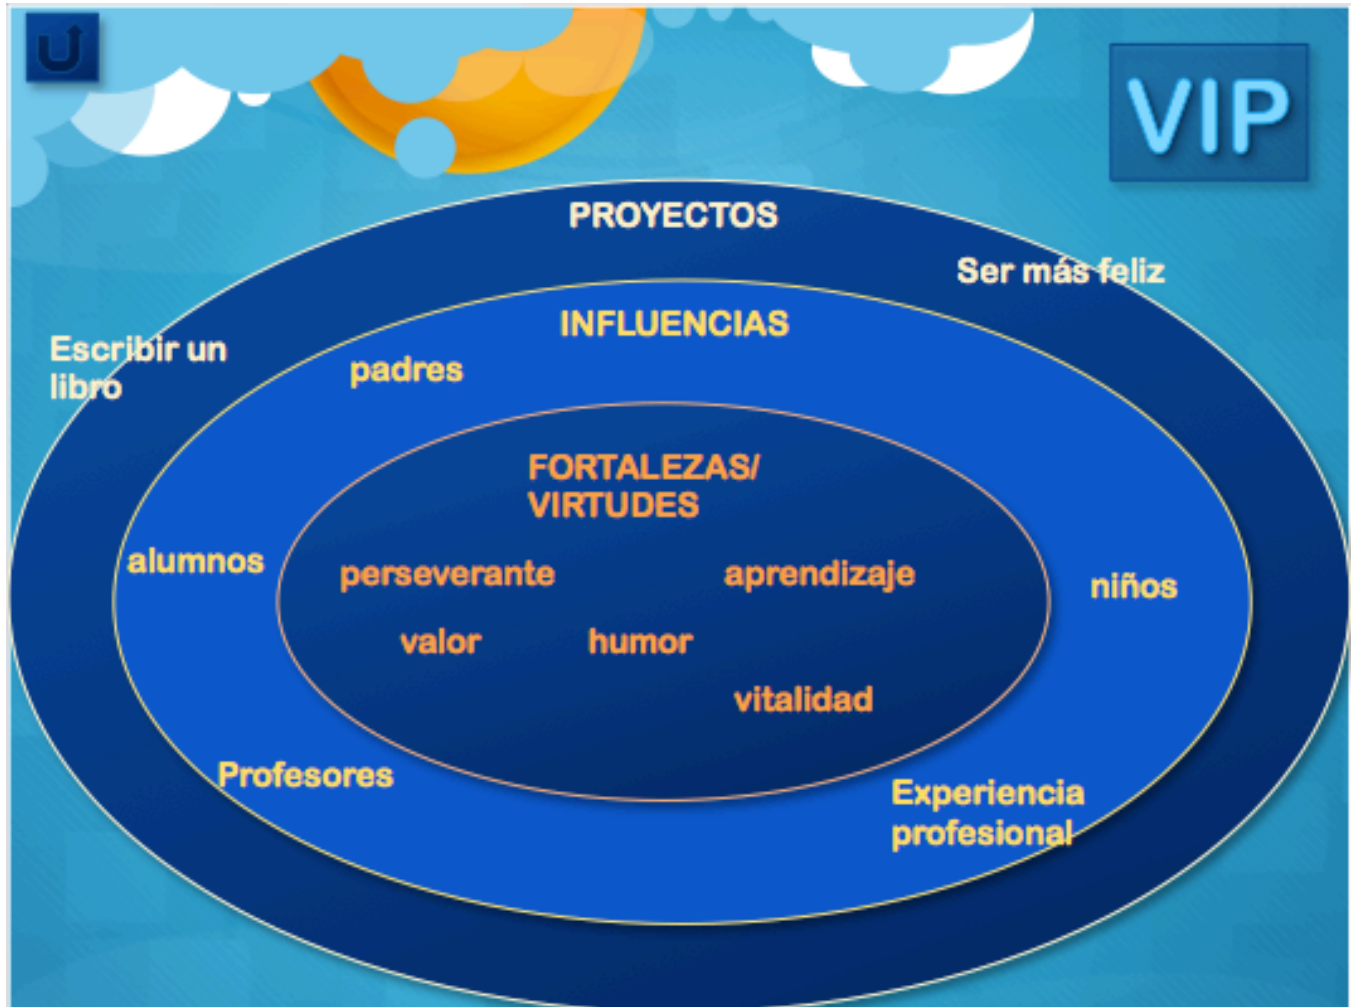 VIP
PROYECTOS
Ser más feliz
INFLUENCIAS
Escribir un
libro
padres
FORTALEZAS/
VIRTUDES
alumnos
perseverante
aprendizaje
niños
valor
humor
vitalidad
Profesores
Experiencia
profesional